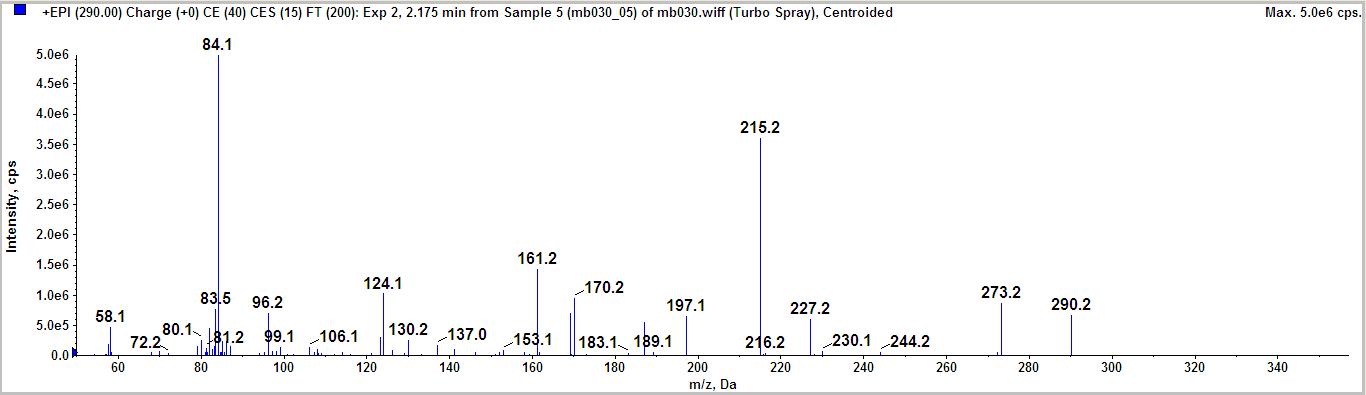 +EPI (290.00) Charge (+0) CE (40) CES (15) FT (200): Exp 2, 2.175 min from Sample 5 (mb030_05) of mb030.wiff (Turbo Spray), Centroided
Max. 5.0e6 cps.
Intensity, cps
5.0e6
4.5e6
4.0e6
3.5e6
3.0e6
2.5e6
2.0e6
1.5e6
1.0e6
5.0e5
0.0
84.1
215.2
161.2
124.1
170.2
273.2
83.5
96.2
197.1
227.2
290.2
58.1
80.1
72.2
81.2
99.1
106.1
130.2
137.0
153.1
183.1
189.1
216.2
230.1
244.2
60
80
100
120
140
160
180
200
220
240
260
280
300
320
340
m/z, Da